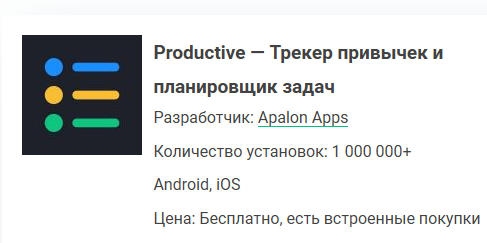 Productive — Трекер привычек и
планировщик задач
Разработчик: Apalon Apps
Количество установок: 1 000 000+
Android, iOS
Цена: Бесплатно, есть встроенные покупки